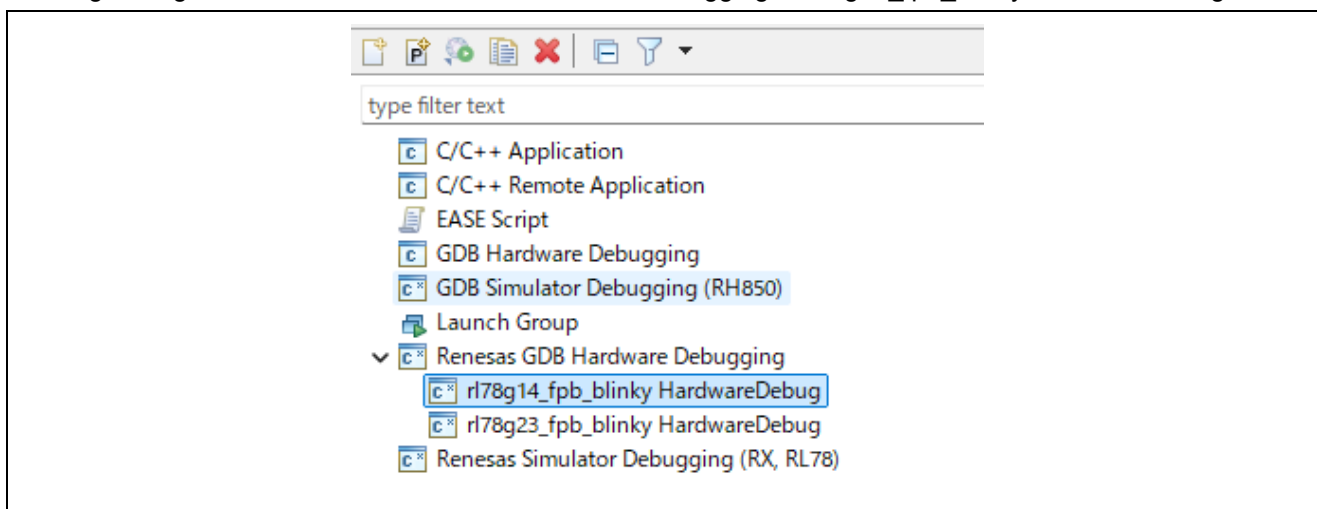 type filter text
C/C++ Application
C/C++ Remote Application
EASE Script
GDB Hardware Debugging
GDB Simulator Debugging (RH850)
Launch Group
Renesas GDB Hardware Debugging
rl78g14_fpb_blinky HardwareDebug
rl78g23_fpb_blinky HardwareDebug
Renesas Simulator Debugging (RX, RL78)